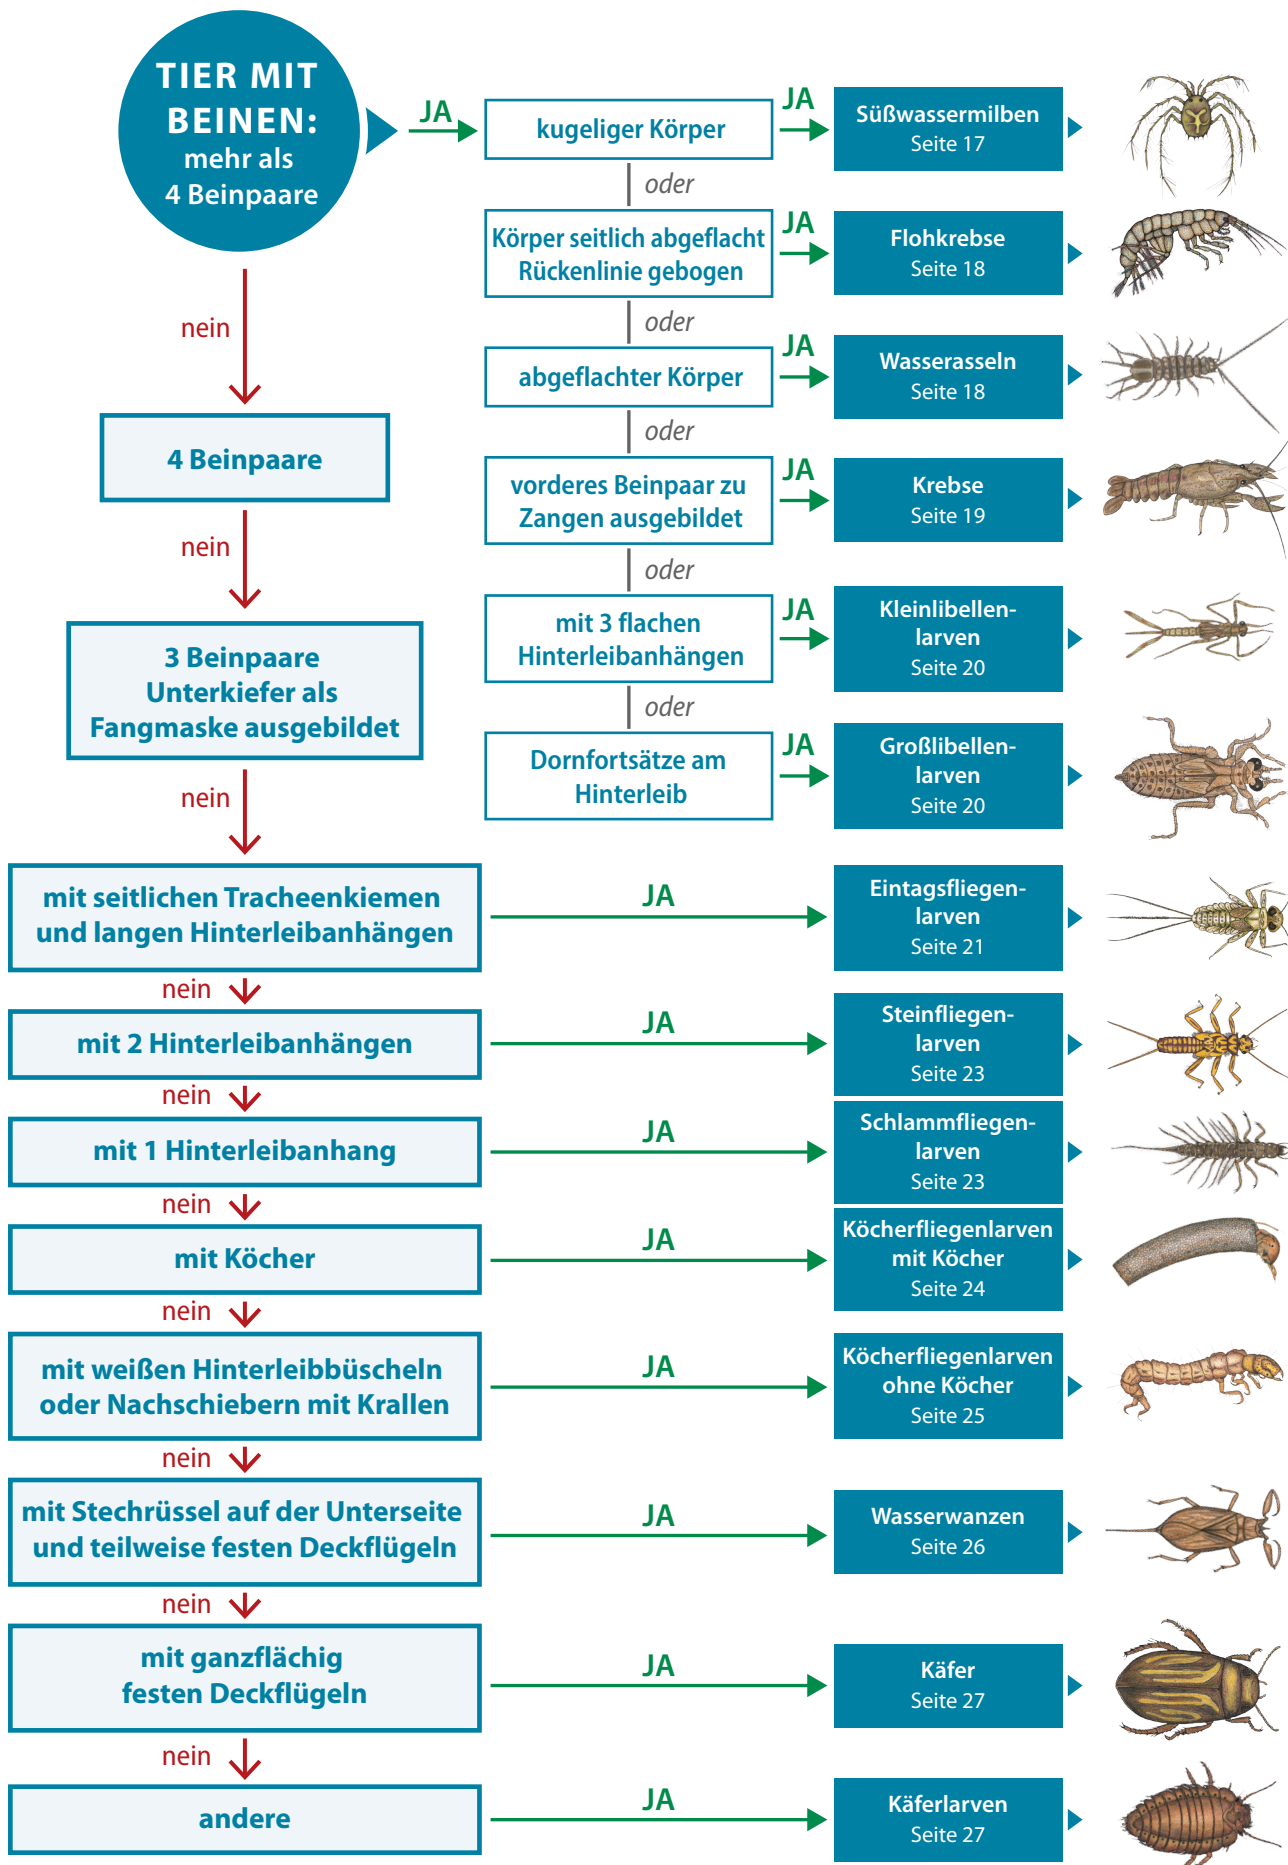 TIER MIT
BEINEN:
mehr als
4 Beinpaare
JA
kugeliger Körper
JA
Süßwassermilben
Seite 17
oder
Körper seitlich abgeflacht
Rückenlinie gebogen
JA
Flohkrebse
Seite 18
oder
nein
abgeflachter Körper
JA
Wasserasseln
Seite 18
oder
4 Beinpaare
vorderes Beinpaar zu
Zangen ausgebildet
JA
Krebse
Seite 19
oder
nein
mit 3 flachen
Hinterleibanhängen
JA
Kleinlibellen-
larven
Seite 20
oder
3 Beinpaare
Unterkiefer als
Fangmaske ausgebildet
Dornfortsätze am
Hinterleib
JA
Großlibellen-
larven
Seite 20
nein
mit seitlichen Tracheenkiemen
und langen Hinterleibanhängen
JA
Eintagsfliegen-
larven
Seite 21
nein
mit 2 Hinterleibanhängen
JA
Steinfliegen-
larven
Seite 23
nein
mit 1 Hinterleibanhang
JA
Schlammfliegen-
larven
Seite 23
nein
mit Köcher
JA
Köcherfliegenlarven
mit Köcher
Seite 24
nein
mit weißen Hinterleibbüscheln
oder Nachschiebern mit Krallen
JA
Köcherfliegenlarven
ohne Köcher
Seite 25
nein
mit Stechrüssel auf der Unterseite
und teilweise festen Deckflügeln
JA
Wasserwanzen
Seite 26
nein
mit ganzflächig
festen Deckflügeln
JA
Käfer
Seite 27
nein
andere
JA
Käferlarven
Seite 27